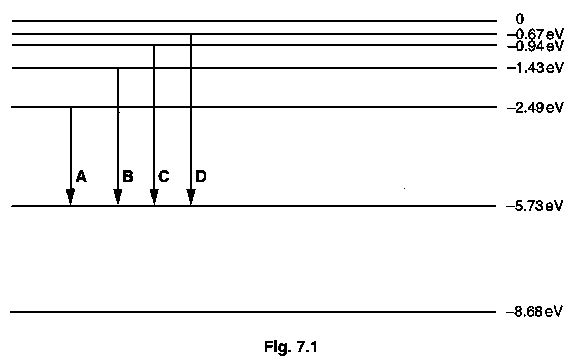 0
−0.67 eV
−0.94 eV
−1.43 eV
−2.49 eV
A B C D
−5.73 eV
−8.68 eV
Fig. 7.1